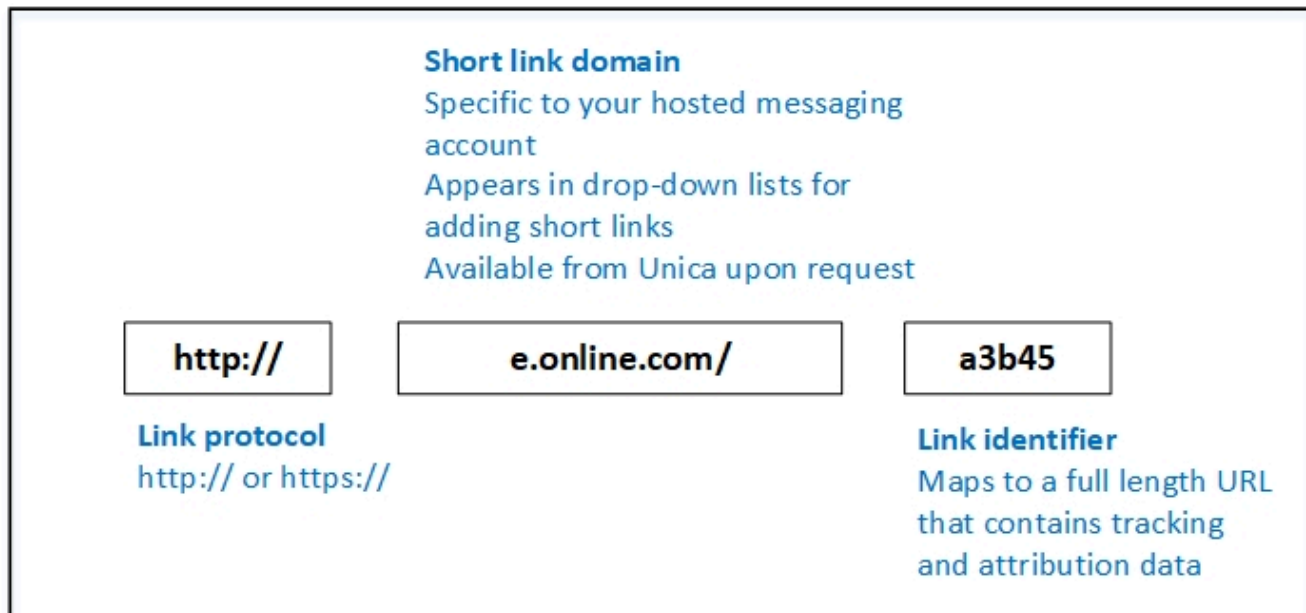 Short link domain
Specific to your hosted messaging
account
Appears in drop-down lists for
adding short links
Available from Unica upon request
http://
e.online.com/
a3b45
Link protocol
http:// or https://
Link identifier
Maps to a full length URL
that contains tracking
and attribution data